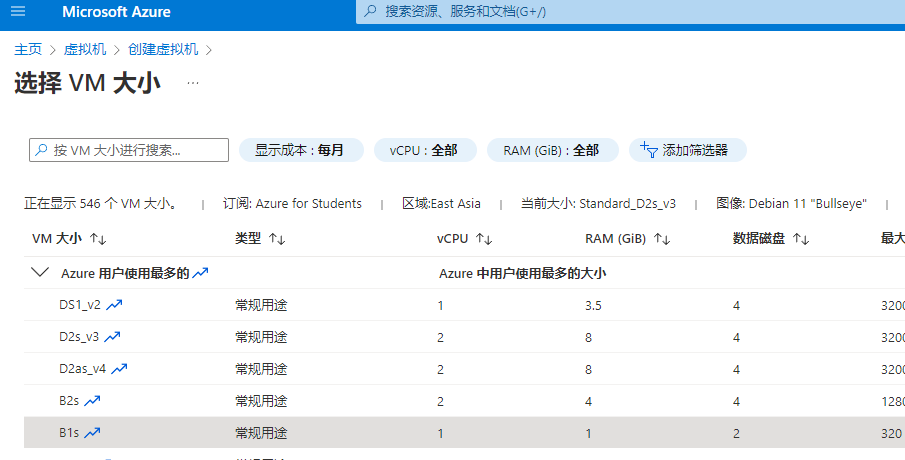 Microsoft Azure
搜索资源、服务和文档(G+/)
主页 > 虚拟机 > 创建虚拟机 >
选择 VM 大小 ...
按 VM 大小进行搜索...
显示成本 : 每月
vCPU : 全部
RAM (GiB) : 全部
添加筛选器
正在显示 546 个 VM 大小。 | 订阅: Azure for Students | 区域:East Asia | 当前大小: Standard_D2s_v3 | 图像: Debian 11 "Bullseye" |
VM 大小 ↑↓ 类型 ↑↓ vCPU ↑↓ RAM (GiB) ↑↓ 数据磁盘 ↑↓ 最大
Azure 用户使用最多的 Azure 中用户使用最多的大小
DS1_v2 常规用途 1 3.5 4 3200
D2s_v3 常规用途 2 8 4 3200
D2as_v4 常规用途 2 8 4 3200
B2s 常规用途 2 4 4 1280
B1s 常规用途 1 1 2 320